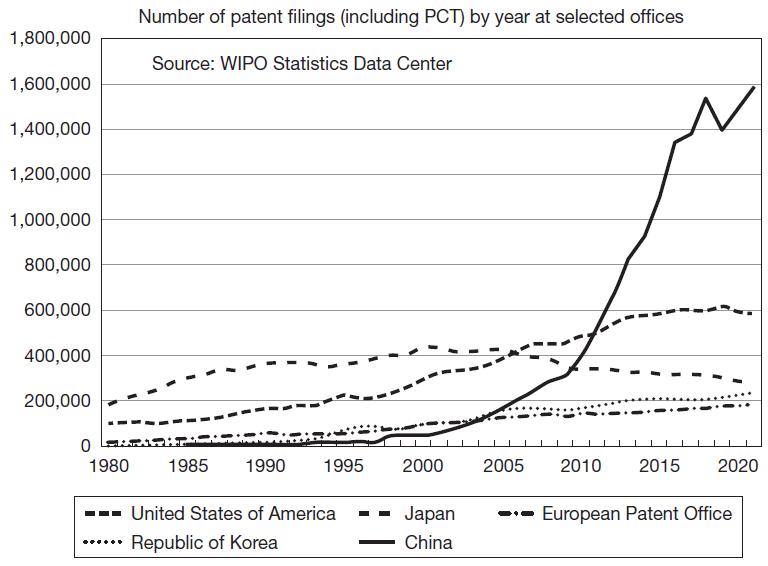 Number of patent filings (including PCT) by year at selected offices
1,800,000
Source: WIPO Statistics Data Center
1,600,000
1,400,000
1,200,000
1,000,000
800,000
600,000
400,000
200,000
0
1980 1985 1990 1995 2000 2005 2010 2015 2020
United States of America Japan European Patent Office
Republic of Korea China